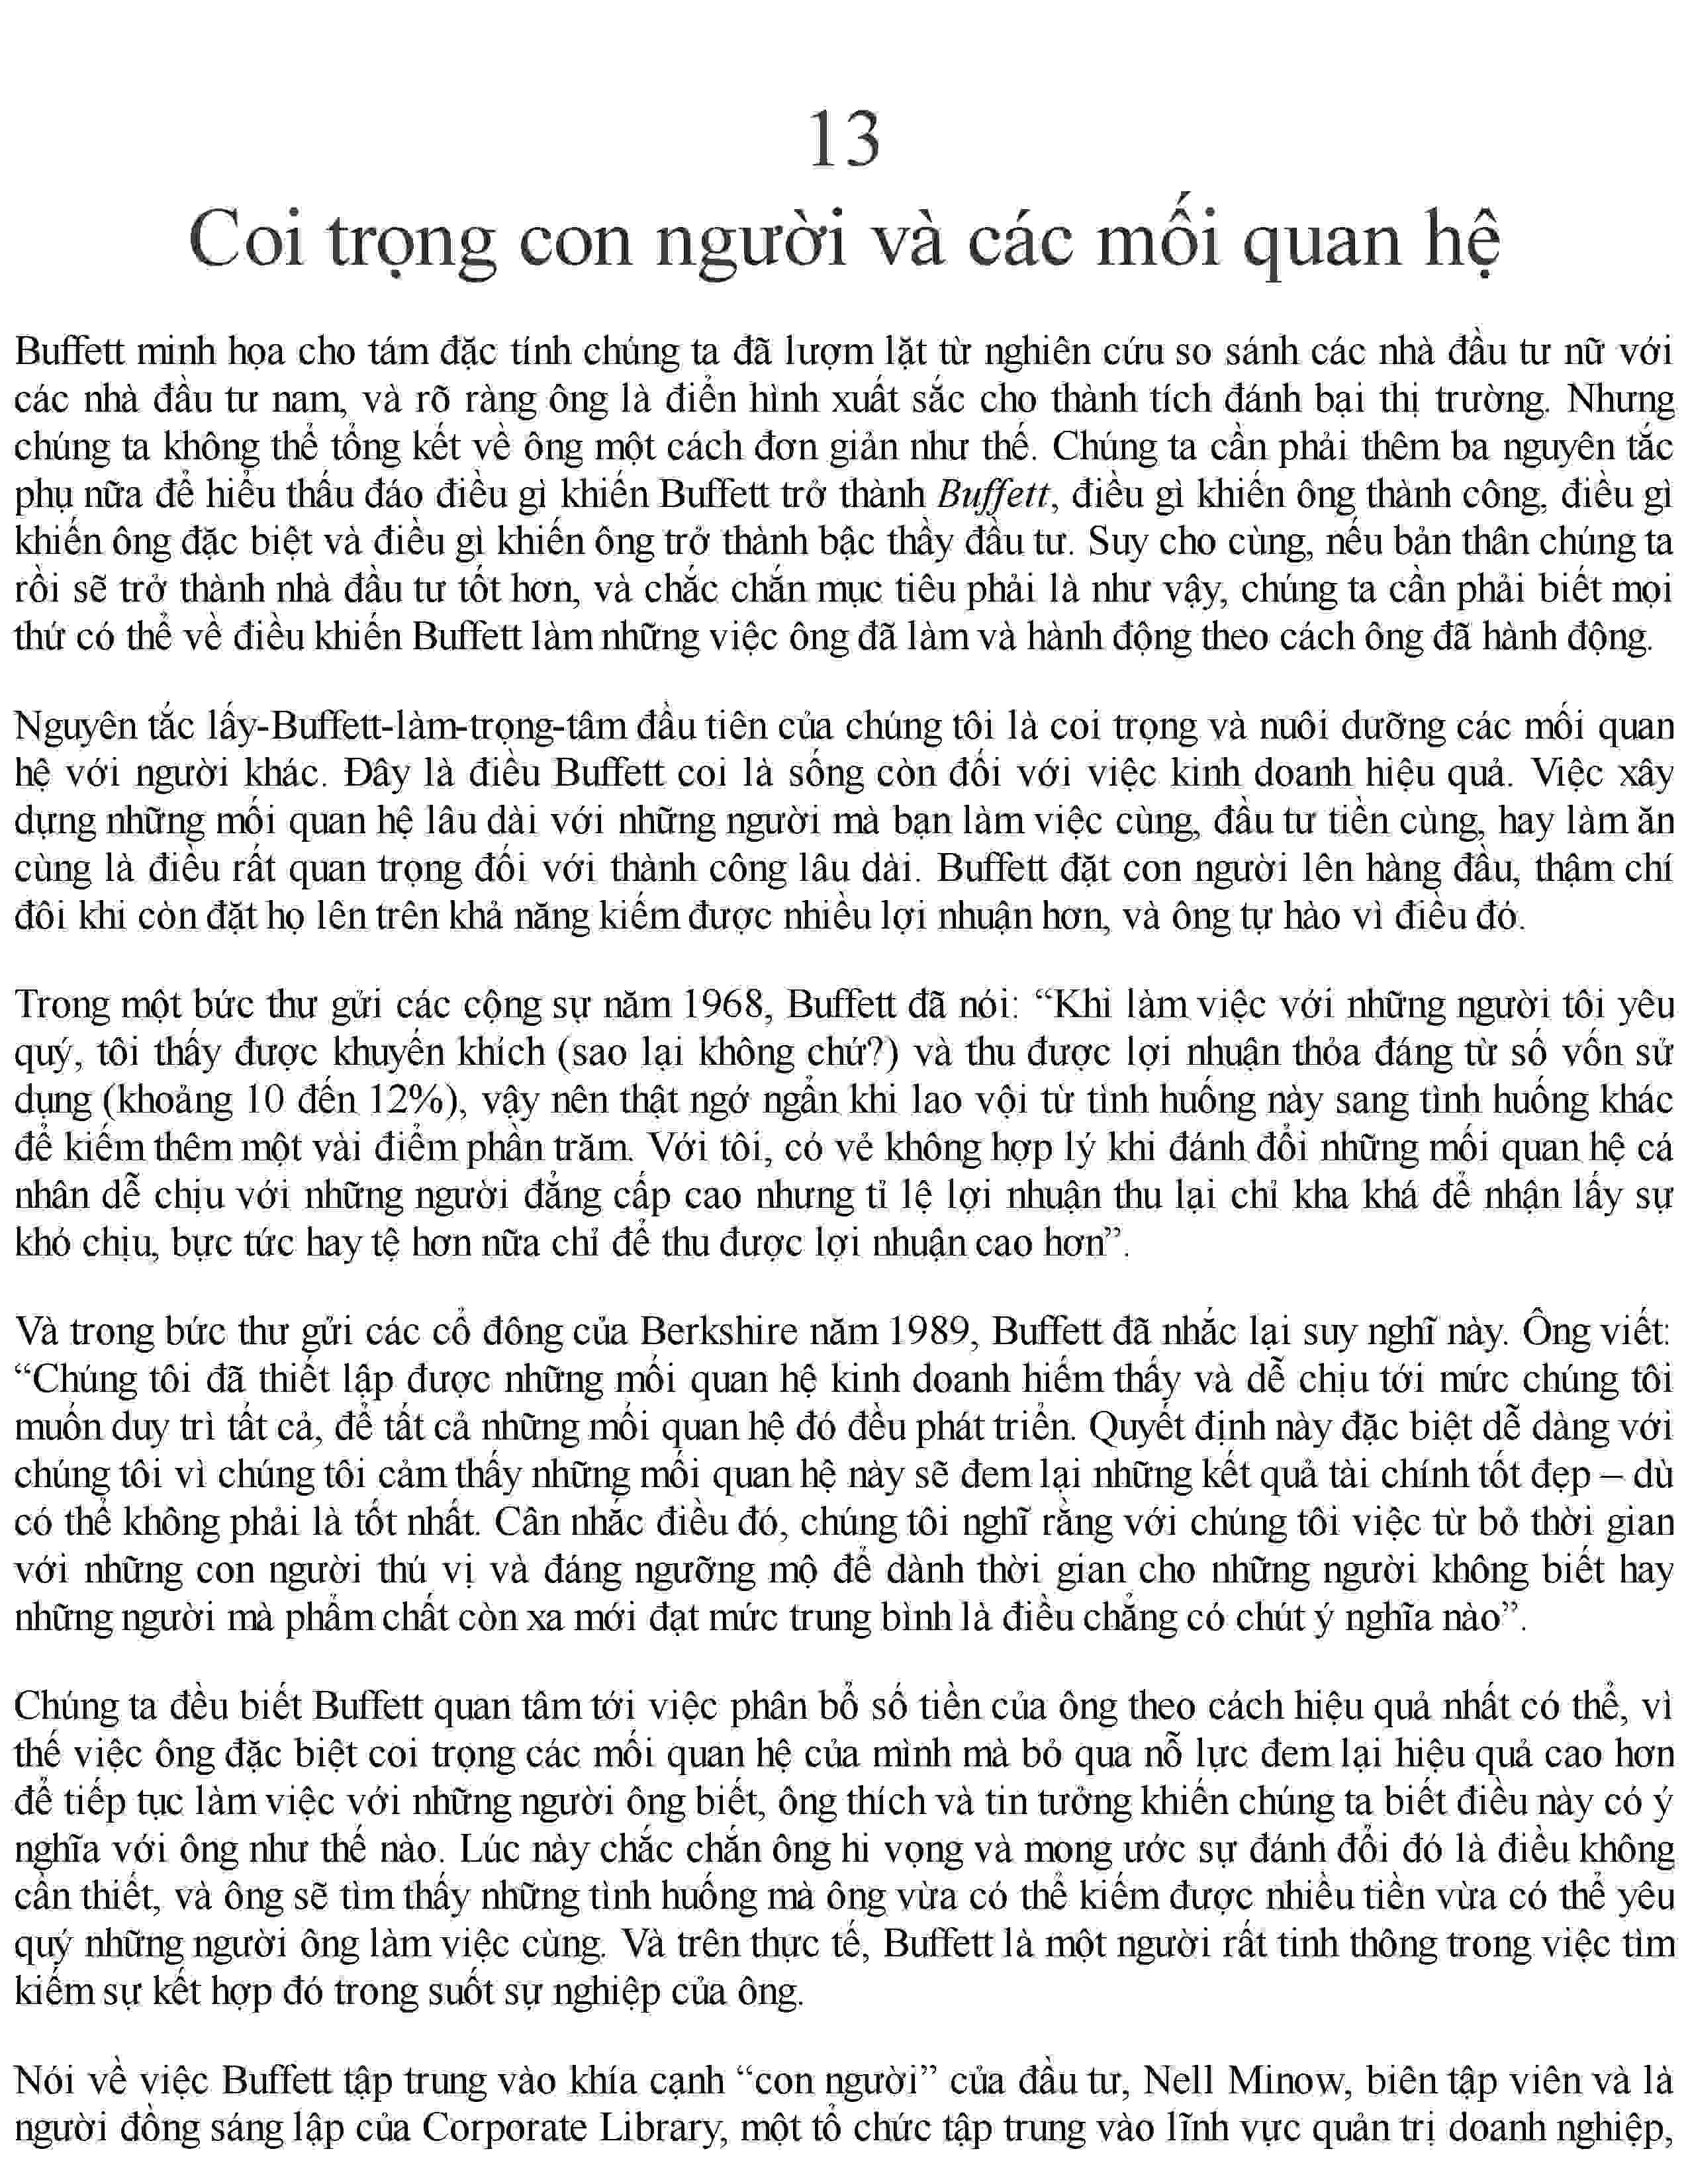 13
Coi trọng con người và các mối quan hệ
Buffett minh họa cho tám đặc tính chúng ta đã lượm lặt từ nghiên cứu so sánh các nhà đầu tư nữ với
các nhà đầu tư nam, và rõ ràng ông là điển hình xuất sắc cho thành tích đánh bại thị trường. Nhưng
chúng ta không thể tổng kết về ông một cách đơn giản như thế. Chúng ta cần phải thêm ba nguyên tắc
phụ nữa để hiểu thấu đáo điều gì khiến Buffett trở thành Buffett, điều gì khiến ông thành công, điều gì
khiến ông đặc biệt và điều gì khiến ông trở thành bậc thầy đầu tư. Suy cho cùng, nếu bản thân chúng ta
rồi sẽ trở thành nhà đầu tư tốt hơn, và chắc chắn mục tiêu phải là như vậy, chúng ta cần phải biết mọi
thứ có thể về điều khiến Buffett làm những việc ông đã làm và hành động theo cách ông đã hành động.
Nguyên tắc lấy-Buffett-làm-trọng-tâm đầu tiên của chúng tôi là coi trọng và nuôi dưỡng các mối quan
hệ với người khác. Đây là điều Buffett coi là sống còn đối với việc kinh doanh hiệu quả. Việc xây
dựng những mối quan hệ lâu dài với những người mà bạn làm việc cùng, đầu tư tiền cùng, hay làm ăn
cùng là điều rất quan trọng đối với thành công lâu dài. Buffett đặt con người lên hàng đầu, thậm chí
đôi khi còn đặt họ lên trên khả năng kiếm được nhiều lợi nhuận hơn, và ông tự hào vì điều đó.
Trong một bức thư gửi các cộng sự năm 1968, Buffett đã nói: “Khi làm việc với những người tôi yêu
quý, tôi thấy được khuyến khích (sao lại không chứ?) và thu được lợi nhuận thỏa đáng từ số vốn sử
dụng (khoảng 10 đến 12%), vậy nên thật ngớ ngẩn khi lao vội từ tình huống này sang tình huống khác
để kiếm thêm một vài điểm phần trăm. Với tôi, có vẻ không hợp lý khi đánh đổi những mối quan hệ cá
nhân dễ chịu với những người đẳng cấp cao nhưng tỉ lệ lợi nhuận thu lại chỉ kha khá để nhận lấy sự
khó chịu, bực tức hay tệ hơn nữa chỉ để thu được lợi nhuận cao hơn”.
Và trong bức thư gửi các cổ đông của Berkshire năm 1989, Buffett đã nhắc lại suy nghĩ này. Ông viết:
“Chúng tôi đã thiết lập được những mối quan hệ kinh doanh hiếm thấy và dễ chịu tới mức chúng tôi
muốn duy trì tất cả, để tất cả những mối quan hệ đó đều phát triển. Quyết định này đặc biệt dễ dàng với
chúng tôi vì chúng tôi cảm thấy những mối quan hệ này sẽ đem lại những kết quả tài chính tốt đẹp – dù
có thể không phải là tốt nhất. Cân nhắc điều đó, chúng tôi nghĩ rằng với chúng tôi việc từ bỏ thời gian
với những con người thú vị và đáng ngưỡng mộ để dành thời gian cho những người không biết hay
những người mà phẩm chất còn xa mới đạt mức trung bình là điều chẳng có chút ý nghĩa nào”.
Chúng ta đều biết Buffett quan tâm tới việc phân bổ số tiền của ông theo cách hiệu quả nhất có thể, vì
thế việc ông đặc biệt coi trọng các mối quan hệ của mình mà bỏ qua nỗ lực đem lại hiệu quả cao hơn
để tiếp tục làm việc với những người ông biết, ông thích và tin tưởng khiến chúng ta biết điều này có ý
nghĩa với ông như thế nào. Lúc này chắc chắn ông hi vọng và mong ước sự đánh đổi đó là điều không
cần thiết, và ông sẽ tìm thấy những tình huống mà ông vừa có thể kiếm được nhiều tiền vừa có thể yêu
quý những người ông làm việc cùng. Và trên thực tế, Buffett là một người rất tinh thông trong việc tìm
kiếm sự kết hợp đó trong suốt sự nghiệp của ông.
Nói về việc Buffett tập trung vào khía cạnh “con người” của đầu tư, Nell Minow, biên tập viên và là
người đồng sáng lập của Corporate Library, một tổ chức tập trung vào lĩnh vực quản trị doanh nghiệp,